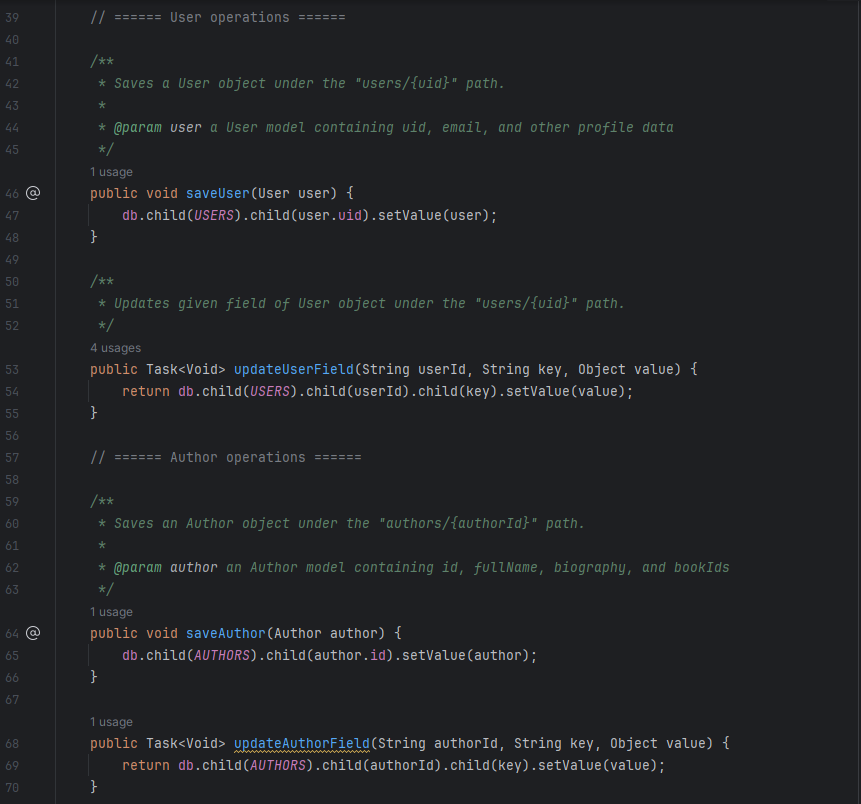 39 // ====== User operations ======
40
41 /**
42 * Saves a User object under the "users/{uid}" path.
43 *
44 * @param user a User model containing uid, email, and other profile data
45 */
1 usage
46 @ public void saveUser(User user) {
47 db.child(USERS).child(user.uid).setValue(user);
48 }
49
50 /**
51 * Updates given field of User object under the "users/{uid}" path.
52 */
4 usages
53 public Task<Void> updateUserField(String userId, String key, Object value) {
54 return db.child(USERS).child(userId).child(key).setValue(value);
55 }
56
57 // ====== Author operations ======
58
59 /**
60 * Saves an Author object under the "authors/{authorId}" path.
61 *
62 * @param author an Author model containing id, fullName, biography, and bookIds
63 */
1 usage
64 @ public void saveAuthor(Author author) {
65 db.child(AUTHORS).child(author.id).setValue(author);
66 }
67
1 usage
68 public Task<Void> updateAuthorField(String authorId, String key, Object value) {
69 return db.child(AUTHORS).child(authorId).child(key).setValue(value);
70 }